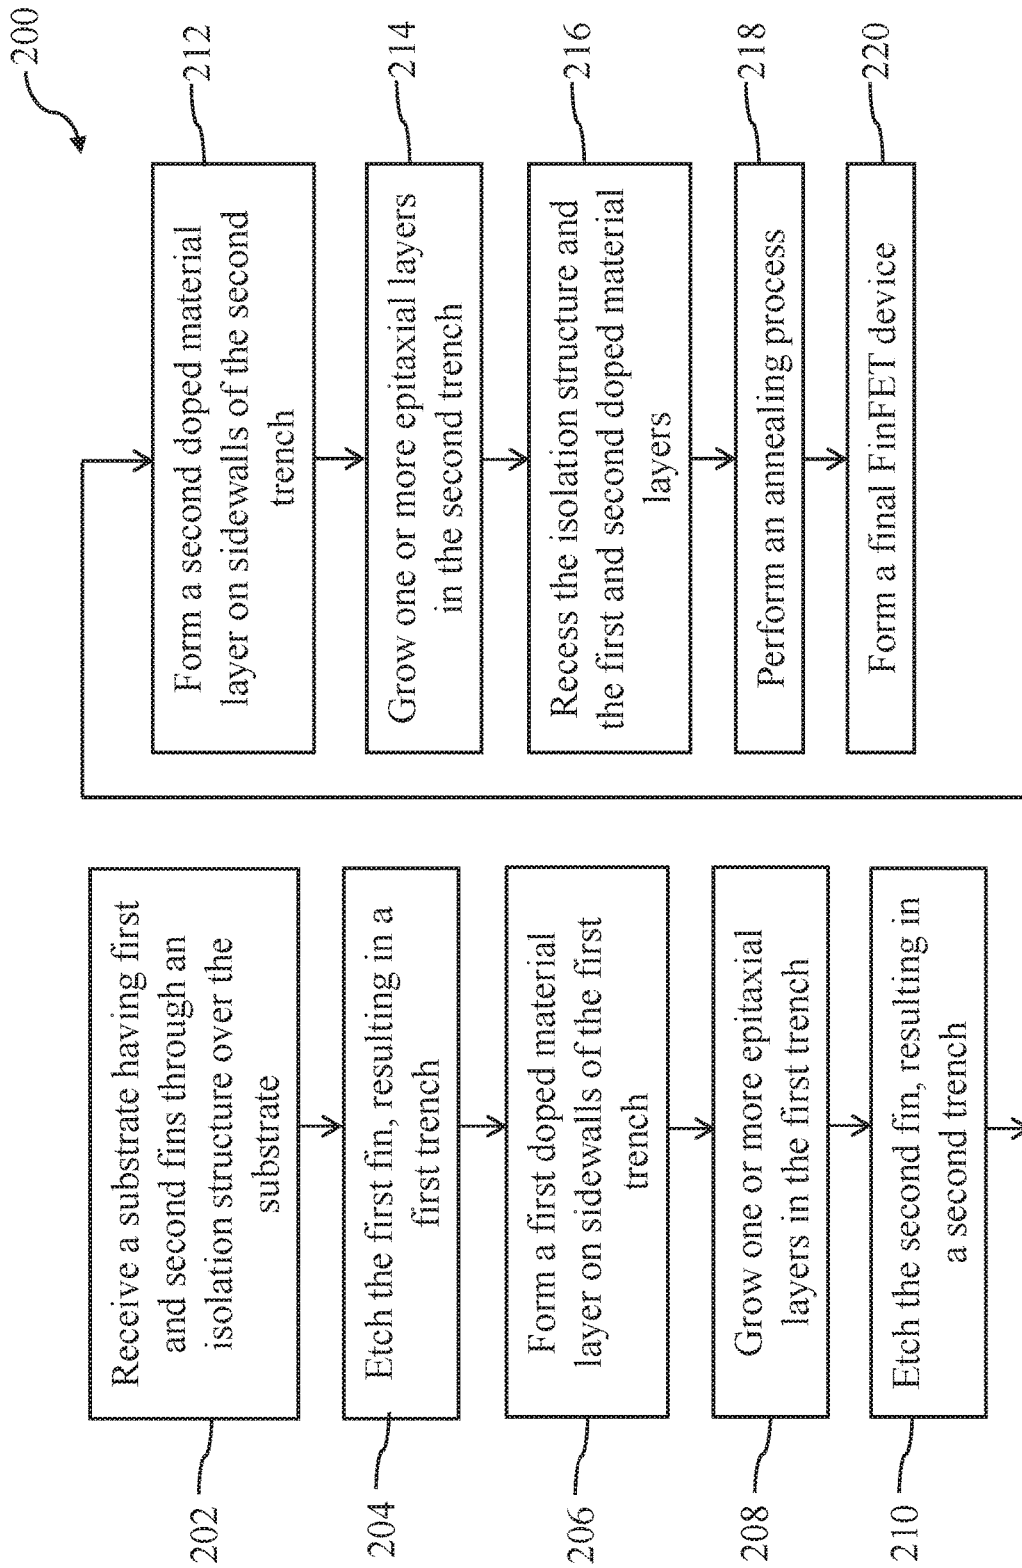 200
202
Receive a substrate having first
and second fins through an
isolation structure over the
substrate
204
Etch the first fin, resulting in a
first trench
206
Form a first doped material
layer on sidewalls of the first
trench
208
Grow one or more epitaxial
layers in the first trench
210
Etch the second fin, resulting in
a second trench
Form a second doped material
layer on sidewalls of the second
trench
212
Grow one or more epitaxial layers
in the second trench
214
Recess the isolation structure and
the first and second doped material
layers
216
Perform an annealing process
218
Form a final FinFET device
220